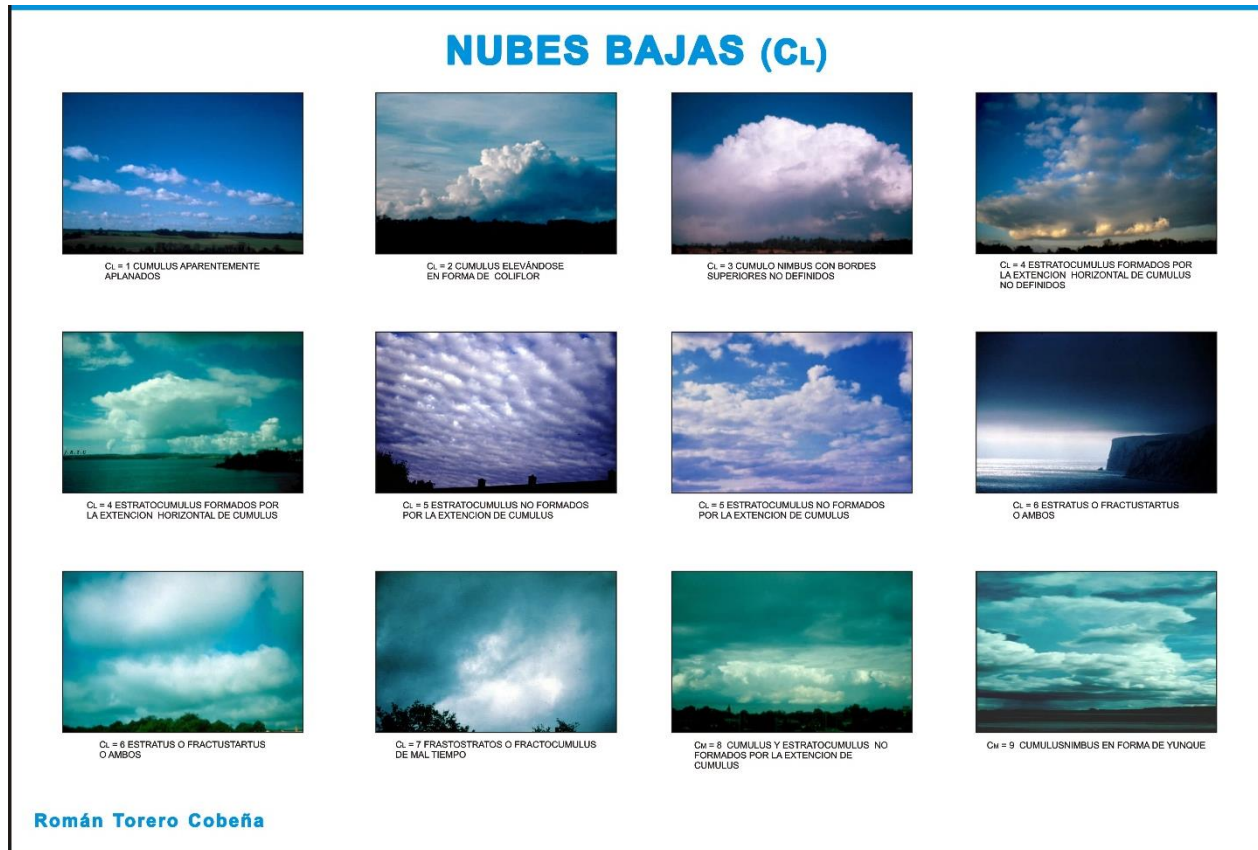 NUBES BAJAS (CL)
CL = 1 CUMULUS APARENTEMENTE
APLANADOS
CL = 2 CUMULUS ELEVÁNDOSE
EN FORMA DE COLIFLOR
CL = 3 CUMULO NIMBUS CON BORDES
SUPERIORES NO DEFINIDOS
CL = 4 ESTRATOCUMULUS FORMADOS POR
LA EXTENCION HORIZONTAL DE CUMULUS
NO DEFINIDOS
CL = 4 ESTRATOCUMULUS FORMADOS POR
LA EXTENCION HORIZONTAL DE CUMULUS
CL = 5 ESTRATOCUMULUS NO FORMADOS
POR LA EXTENCION DE CUMULUS
CL = 5 ESTRATOCUMULUS NO FORMADOS
POR LA EXTENCION DE CUMULUS
CL = 6 ESTRATUS O FRACTUSTARTUS
O AMBOS
CL = 6 ESTRATUS O FRACTUSTARTUS
O AMBOS
CL = 7 FRASTOSTRATOS O FRACTOCUMULUS
DE MAL TIEMPO
CM = 8 CUMULUS Y ESTRATOCUMULUS NO
FORMADOS POR LA EXTENCION DE
CUMULUS
CM = 9 CUMULUSNIMBUS EN FORMA DE YUNQUE
Román Torero Cobeña